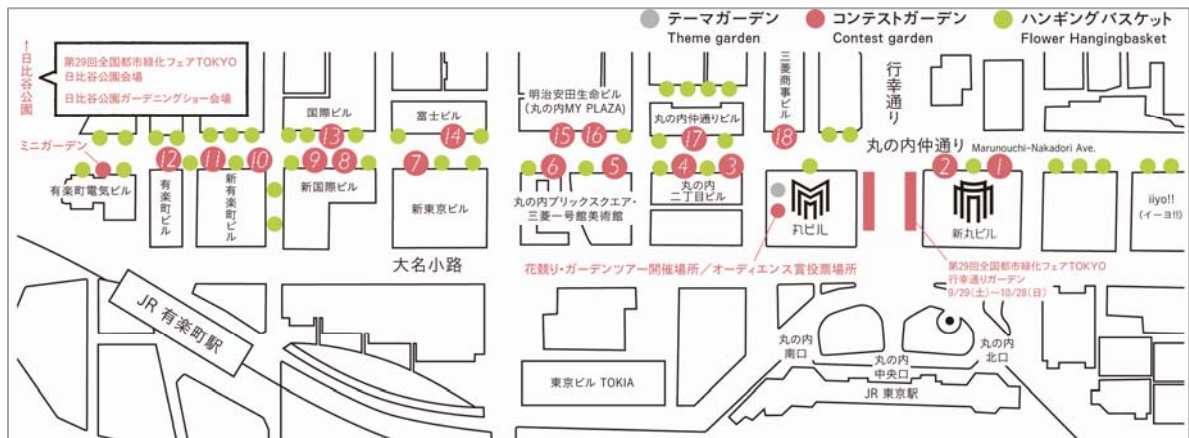 テーマガーデン
Theme garden
コンテストガーデン
Contest garden
ハンギングバスケット
Flower Hangingbasket
←日比谷公園
第29回全国都市緑化フェアTOKYO
日比谷公園会場
日比谷公園ガーデニングショー会場
国際ビル
富士ビル
明治安田生命ビル
(丸の内MY PLAZA)
丸の内仲通りビル
三菱商事ビル
行幸通り
13
14
15
16
17
18
丸の内仲通り Marunouchi-Nakadori Ave.
ミニガーデン
12
11
10
9
8
7
6
5
4
3
2
1
有楽町電気ビル
有楽町ビル
新有楽町ビル
新国際ビル
新東京ビル
丸の内ブリックスクエア・
三菱一号館美術館
丸の内
二丁目ビル
丸ビル
新丸ビル
iiyo!!
(イーヨ!!)
大名小路
花競り・ガーデンツアー開催場所/オーディエンス賞投票場所
第29回全国都市緑化フェアTOKYO
行幸通りガーデン
9/29(土)~10/28(日)
JR 有楽町駅
東京ビル TOKIA
丸の内
南口
丸の内
中央口
丸の内
北口
JR 東京駅